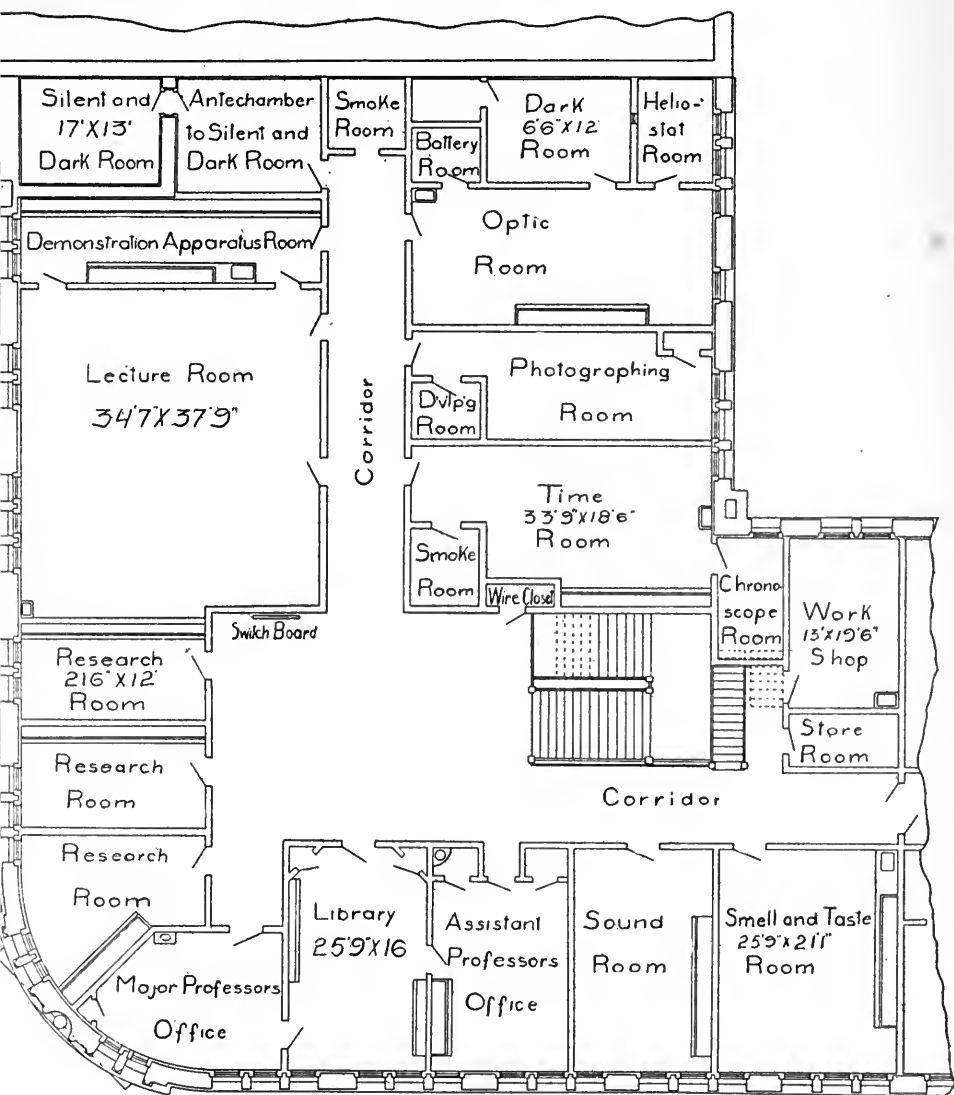 Silent and
17'X13'
Dark Room
Antechamber
to Silent and
Dark Room
Smoke
Room
Battery
Room
Dark
6'6"X12'
Room
Helio-
stat
Room
Demonstration Apparatus Room
Optic
Room
Lecture Room
34'7"X37'9"
Corridor
Photographing
Room
Dvlp'g
Room
Time
33'9"X18'6"
Room
Smoke
Room
Wire Closet
Chrono-
scope
Room
Work
13'X19'6"
Shop
Switch Board
Research
21'6"X12'
Room
Store
Room
Research
Room
Corridor
Research
Room
Library
25'9"X16
Assistant
Professors
Office
Sound
Room
Smell and Taste
25'9"X21'1"
Room
Major Professors
Office